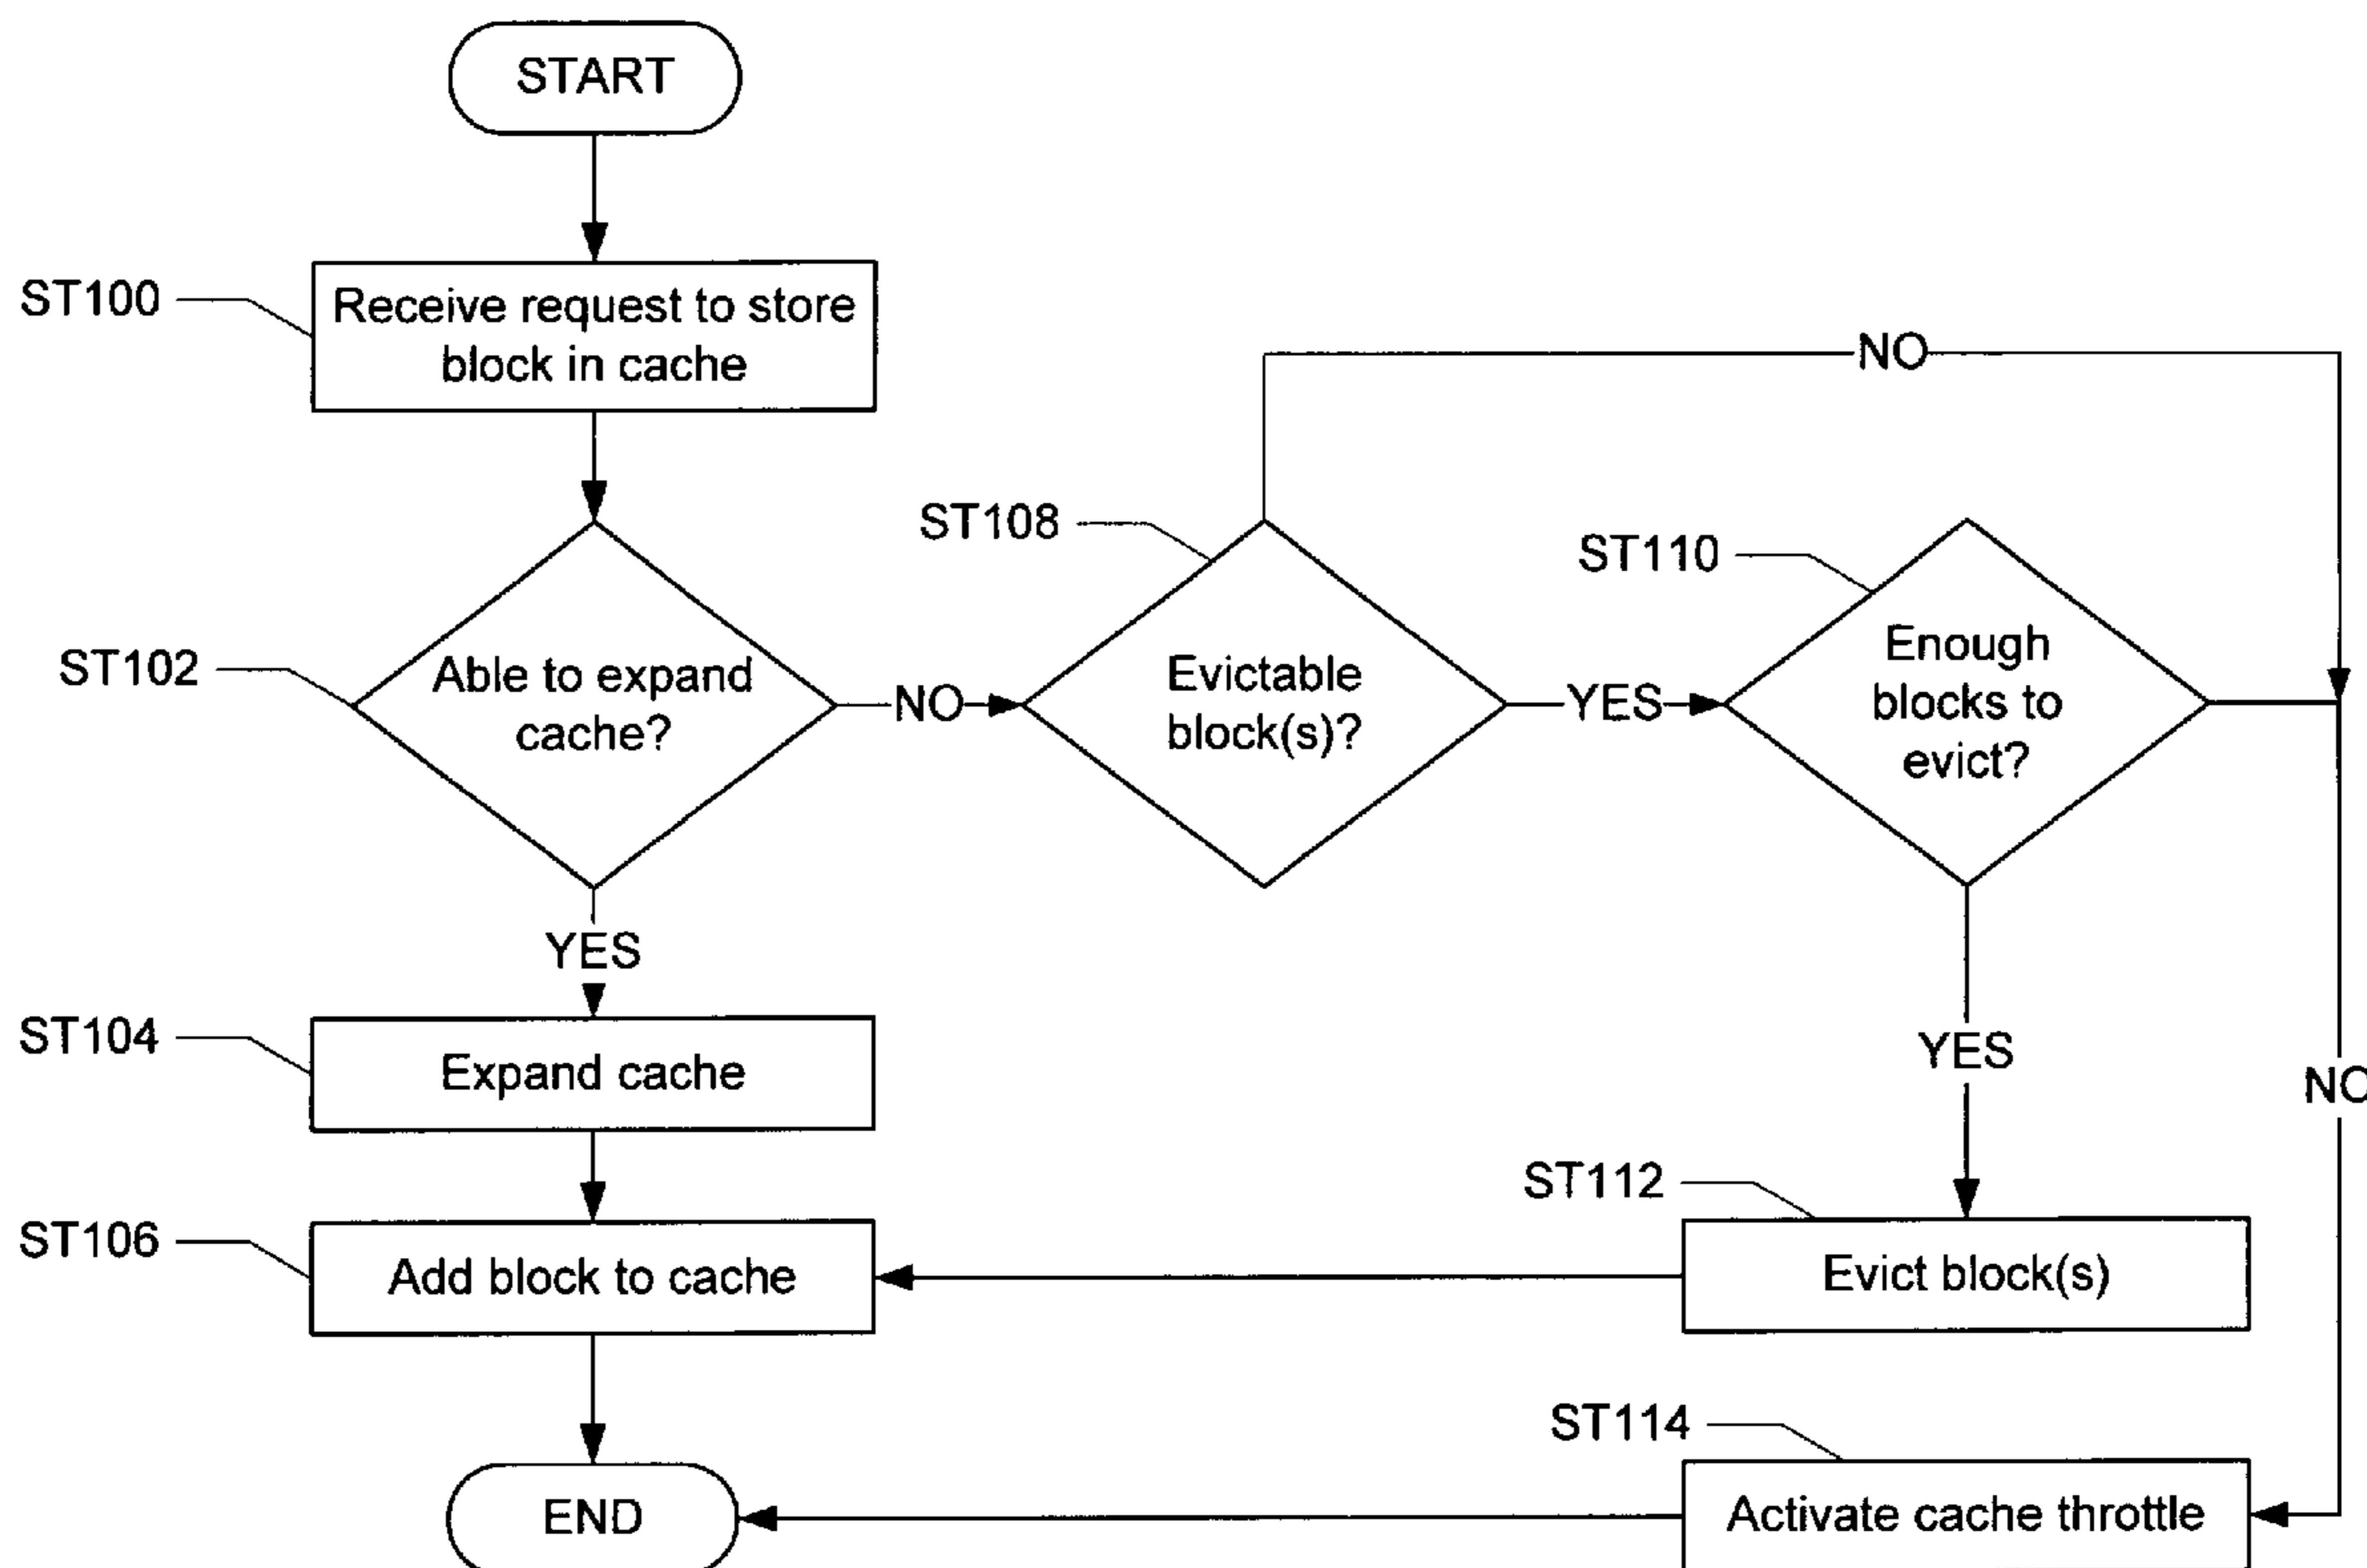 START
ST100
Receive request to store
block in cache
NO
ST108
ST110
ST102
Able to expand
cache?
NO
Evictable
block(s)?
YES
Enough
blocks to
evict?
YES
YES
NO
ST104
Expand cache
ST112
ST106
Add block to cache
Evict block(s)
ST114
END
Activate cache throttle